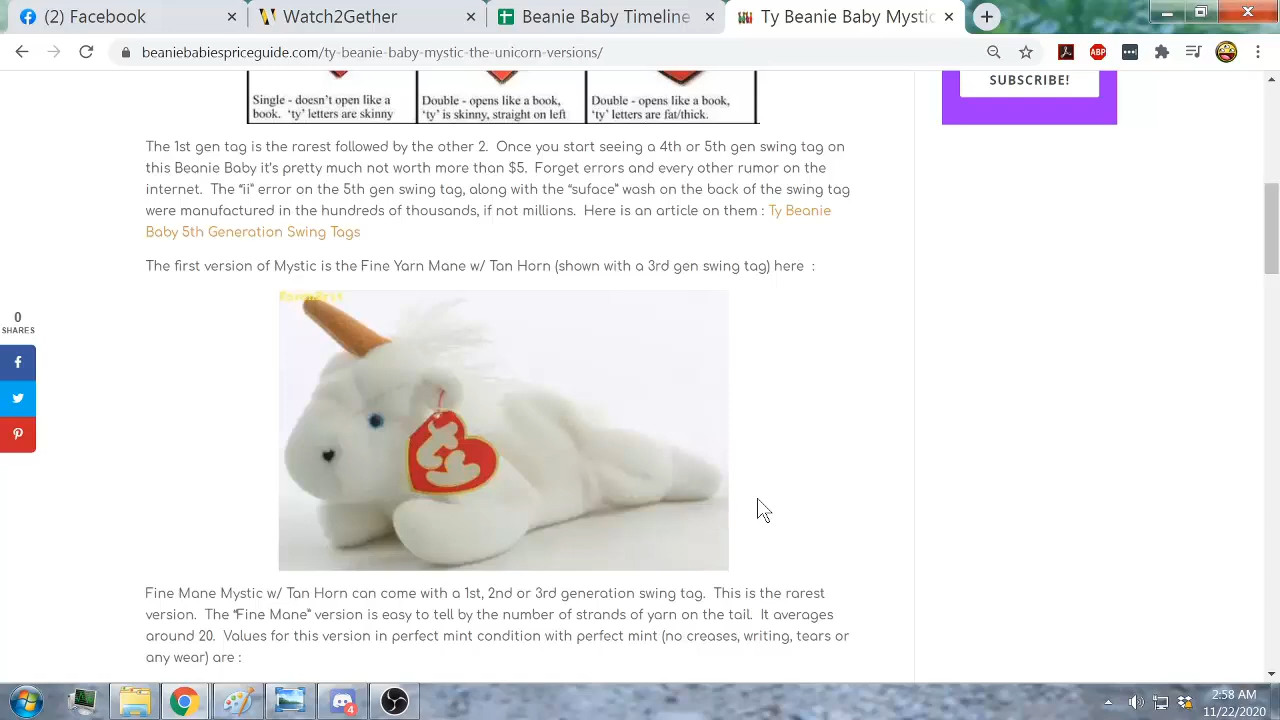 (2) Facebook
Watch2Gether
Beanie Baby Timeline
Ty Beanie Baby Mystic
beaniebabiespriceguide.com/ty-beanie-baby-mystic-the-unicorn-versions/
ABP
SUBSCRIBE!
Single - doesn't open like a
book. 'ty' letters are skinny
Double - opens like a book,
'ty' is skinny, straight on left
Double - opens like a book,
'ty' letters are fat/thick.
The 1st gen tag is the rarest followed by the other 2. Once you start seeing a 4th or 5th gen swing tag on
this Beanie Baby it's pretty much not worth more than $5. Forget errors and every other rumor on the
internet. The "ii" error on the 5th gen swing tag, along with the "suface" wash on the back of the swing tag
were manufactured in the hundreds of thousands, if not millions. Here is an article on them : Ty Beanie
Baby 5th Generation Swing Tags
The first version of Mystic is the Fine Yarn Mane w/ Tan Horn (shown with a 3rd gen swing tag) here :
0
SHARES
ty
Fine Mane Mystic w/ Tan Horn can come with a 1st, 2nd or 3rd generation swing tag. This is the rarest
version. The "Fine Mane" version is easy to tell by the number of strands of yarn on the tail. It averages
around 20. Values for this version in perfect mint condition with perfect mint (no creases, writing, tears or
any wear) are :
4
2:58 AM
11/22/2020